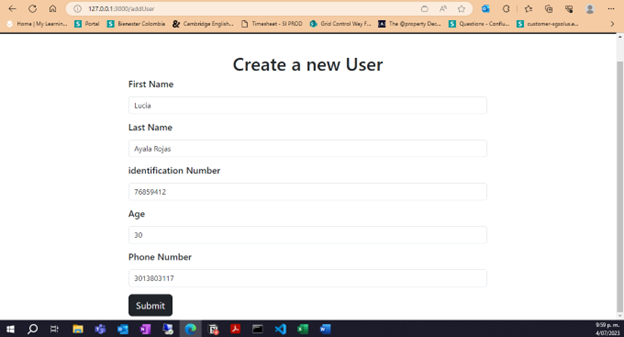 127.0.0.1:3000/addUser
Home | My Learnin... Portal Bienester Colombia Cambridge English... Timesheet - SI PROD Grid Control Way F... The @property Dec... Questions - Conflu... customer-egoolus.e...
Create a new User
First Name
Lucia
Last Name
Ayala Rojas
identification Number
76859412
Age
30
Phone Number
3013803117
Submit
9:59 p. m.
4/07/2023